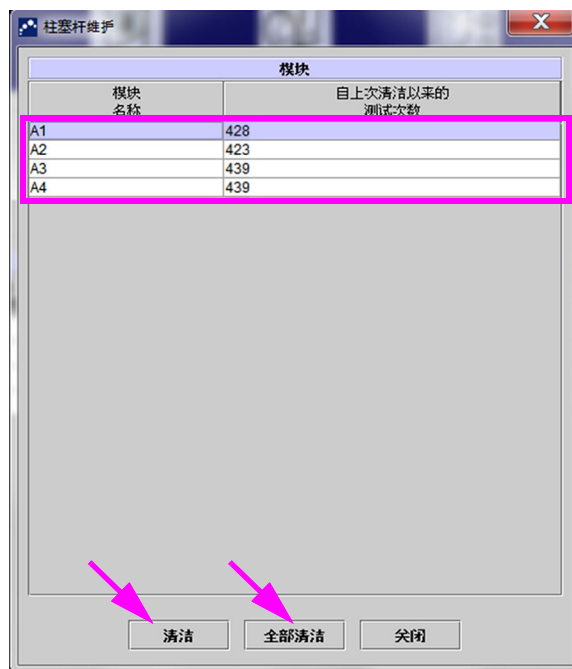 柱塞杆维护
模块
模块 自上次清洁以来的
名称 测试次数
A1 428
A2 423
A3 439
A4 439
清洁 全部清洁 关闭